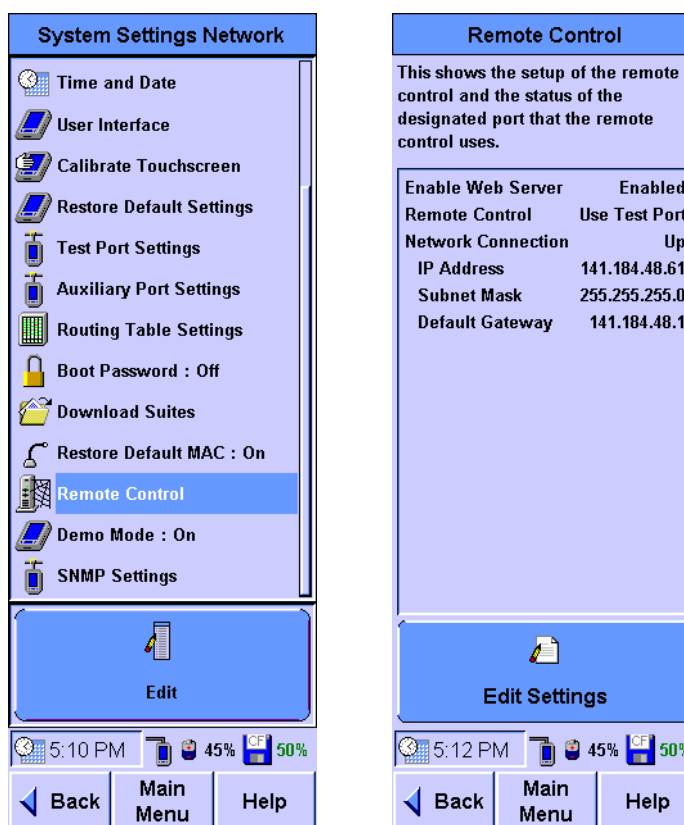 System Settings Network
Time and Date
User Interface
Calibrate Touchscreen
Restore Default Settings
Test Port Settings
Auxiliary Port Settings
Routing Table Settings
Boot Password : Off
Download Suites
Restore Default MAC : On
Remote Control
Demo Mode : On
SNMP Settings
Edit
5:10 PM 45% CF 50%
Back Main Menu Help
Remote Control
This shows the setup of the remote
control and the status of the
designated port that the remote
control uses.
Enable Web Server Enabled
Remote Control Use Test Port
Network Connection Up
IP Address 141.184.48.61
Subnet Mask 255.255.255.0
Default Gateway 141.184.48.1
Edit Settings
5:12 PM 45% CF 50%
Back Main Menu Help